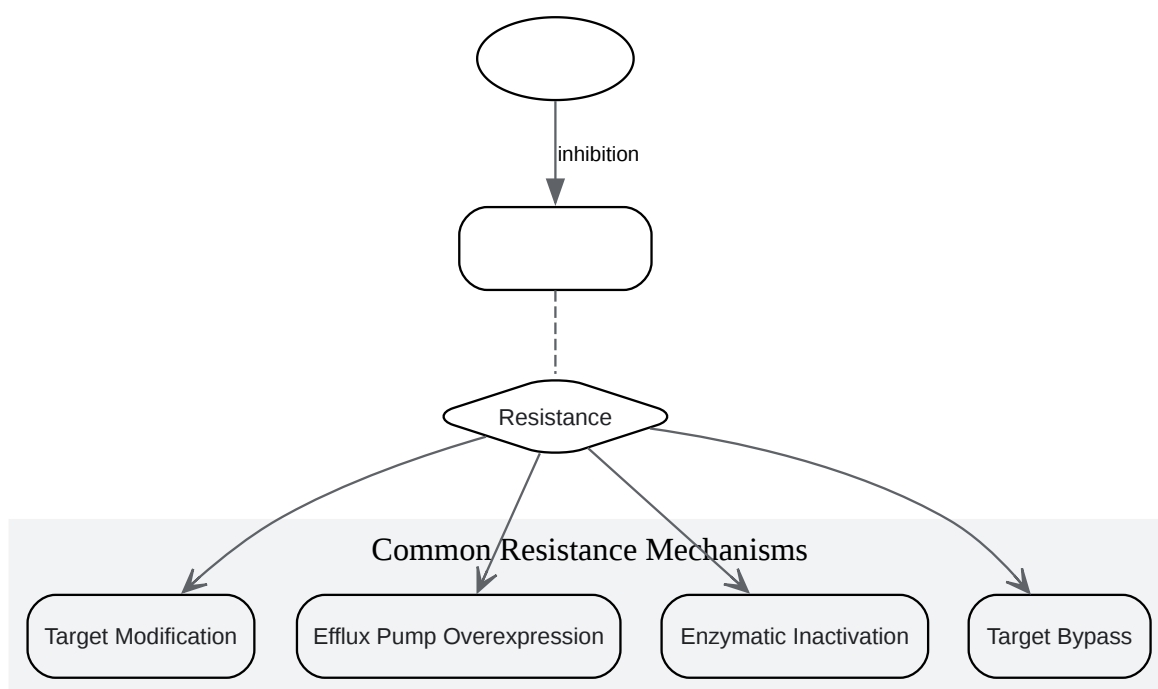 inhibition
Resistance
Common Resistance Mechanisms
Target Modification
Efflux Pump Overexpression
Enzymatic Inactivation
Target Bypass